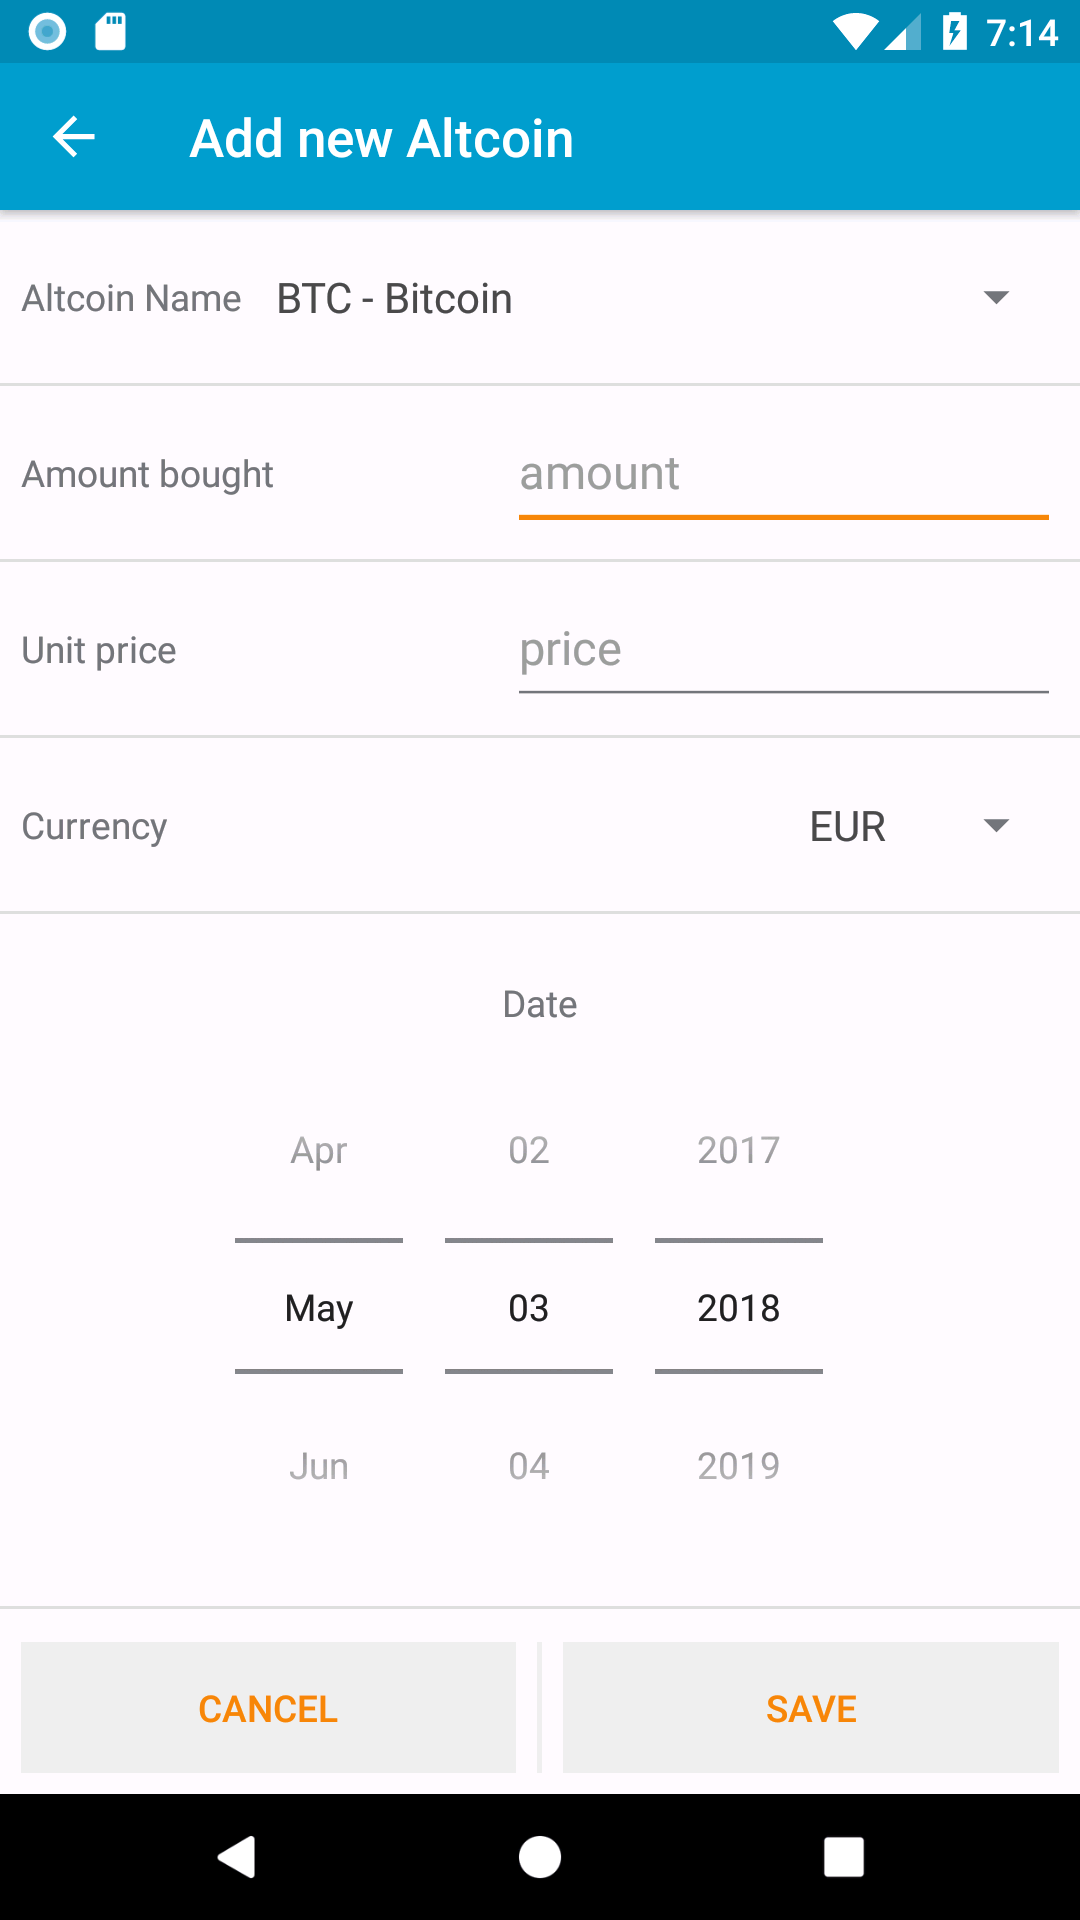 7:14
Add new Altcoin
Altcoin Name BTC - Bitcoin
Amount bought amount
Unit price price
Currency EUR
Date
Apr 02 2017
May 03 2018
Jun 04 2019
CANCEL SAVE